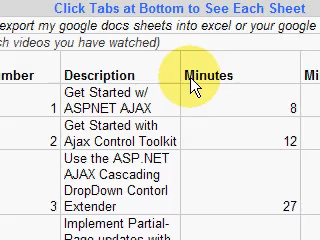 Click Tabs at Bottom to See Each Sheet
export my google docs sheets into excel or your google
ch videos you have watched)
umber Description Minutes Mi
Get Started w/
1 ASPNET AJAX 8
Get Started with
2 Ajax Control Toolkit 12
Use the ASP.NET
AJAX Cascading
DropDown Contorl
3 Extender 27
Implement Partial-
Page updates with